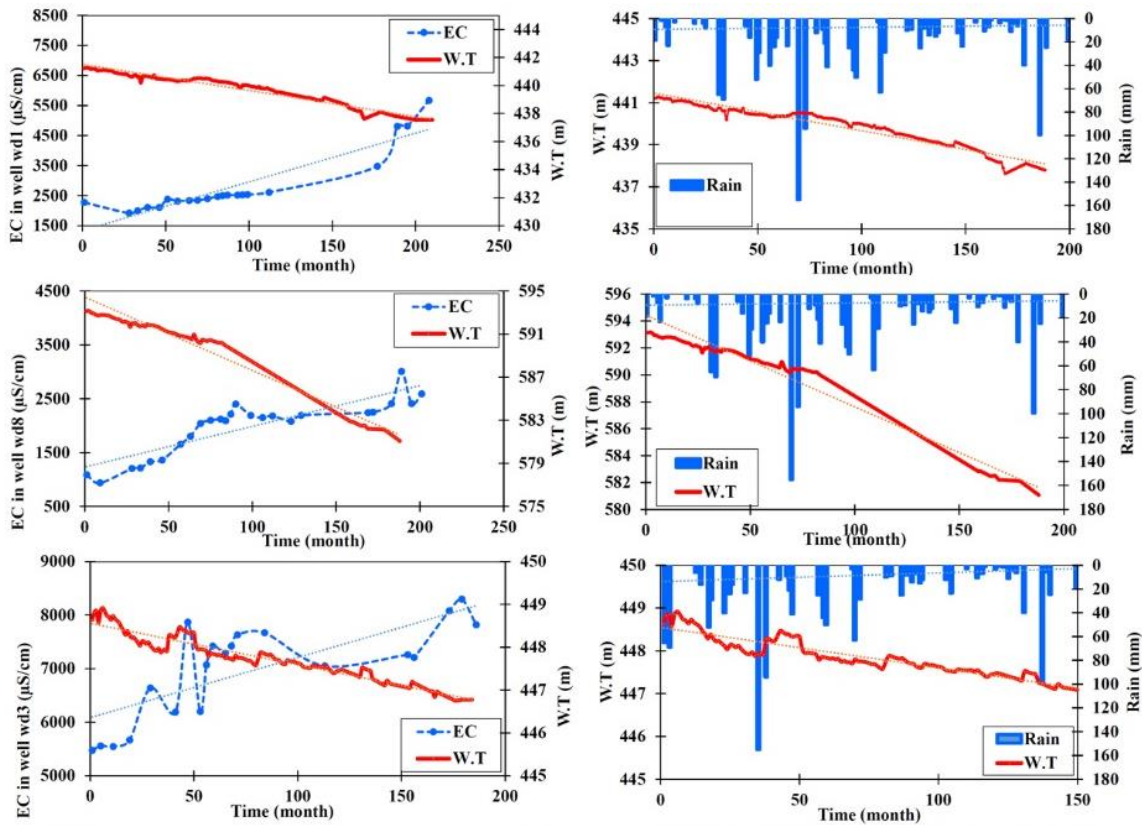 8500
7500
6500
5500
4500
3500
2500
1500
EC in well wd1 (µS/cm)
444
442
440
438
436
434
432
430
W.T (m)
EC
W.T
0 50 100 150 200 250
Time (month)
445
443
441
439
437
435
W.T (m)
0
20
40
60
80
100
120
140
160
180
Rain (mm)
Rain
0 50 100 150 200
Time (month)
4500
3500
2500
1500
500
EC in well wd8 (µS/cm)
595
591
587
583
579
575
W.T (m)
EC
W.T
0 50 100 150 200 250
Time (month)
596
594
592
590
588
586
584
582
580
W.T (m)
0
20
40
60
80
100
120
140
160
180
Rain (mm)
Rain
W.T
0 50 100 150 200
Time (month)
9000
8000
7000
6000
5000
EC in well wd3 (µS/cm)
450
449
448
447
446
445
W.T (m)
EC
W.T
0 50 100 150 200
Time (month)
450
449
448
447
446
445
W.T (m)
0
20
40
60
80
100
120
140
160
180
Rain (mm)
Rain
W.T
0 50 100 150
Time (month)